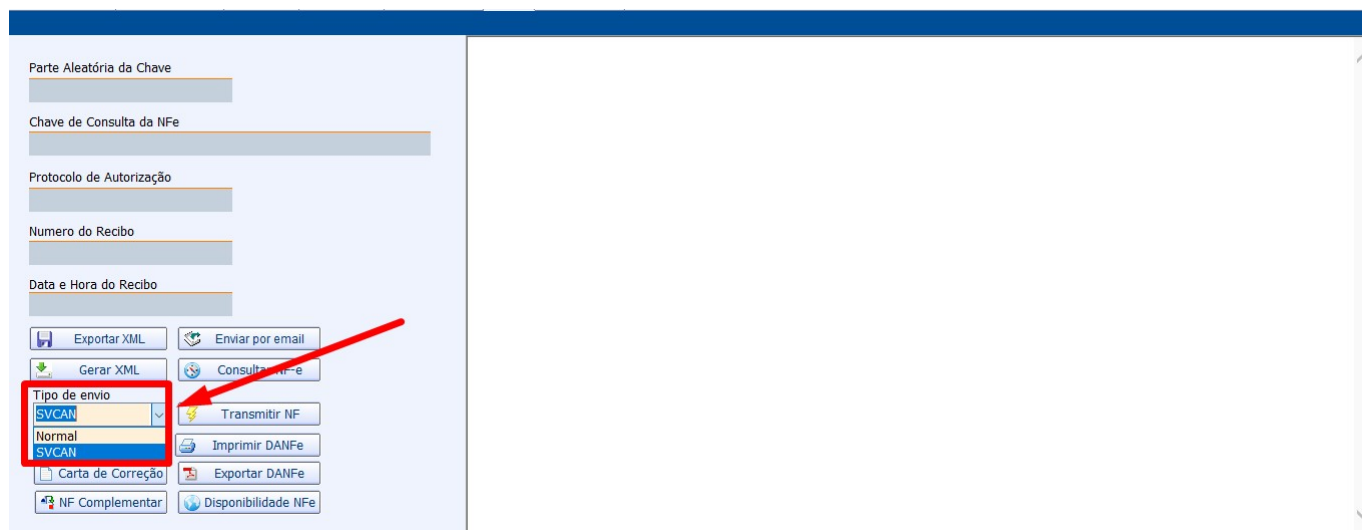 Parte Aleatória da Chave
Chave de Consulta da NFe
Protocolo de Autorização
Numero do Recibo
Data e Hora do Recibo
Exportar XML Enviar por email
Gerar XML Consultar NF-e
Tipo de envio
SVCAN Transmitir NF
Normal Imprimir DANFe
SVCAN
Carta de Correção Exportar DANFe
NF Complementar Disponibilidade NFe